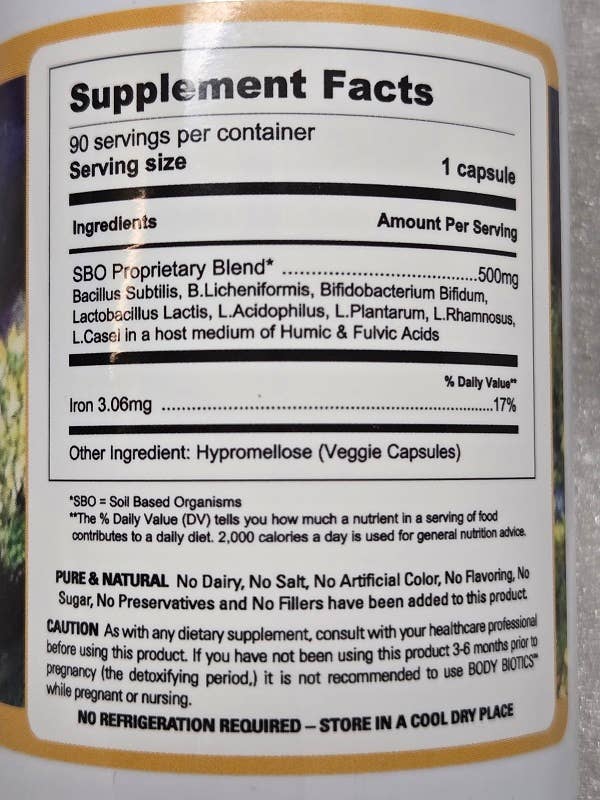 Supplement Facts
90 servings per container
Serving size 1 capsule
Ingredients Amount Per Serving
SBO Proprietary Blend* ..........................................500mg
Bacillus Subtilis, B.Licheniformis, Bifidobacterium Bifidum,
Lactobacillus Lactis, L.Acidophilus, L.Plantarum, L.Rhamnosus,
L.Casei in a host medium of Humic & Fulvic Acids
% Daily Value**
Iron 3.06mg ......................................................................17%
Other Ingredient: Hypromellose (Veggie Capsules)
*SBO = Soil Based Organisms
**The % Daily Value (DV) tells you how much a nutrient in a serving of food
contributes to a daily diet. 2,000 calories a day is used for general nutrition advice.
PURE & NATURAL No Dairy, No Salt, No Artificial Color, No Flavoring, No
Sugar, No Preservatives and No Fillers have been added to this product.
CAUTION As with any dietary supplement, consult with your healthcare professional
before using this product. If you have not been using this product 3-6 months prior to
pregnancy (the detoxifying period,) it is not recommended to use BODY BIOTICS™
while pregnant or nursing.
NO REFRIGERATION REQUIRED – STORE IN A COOL DRY PLACE